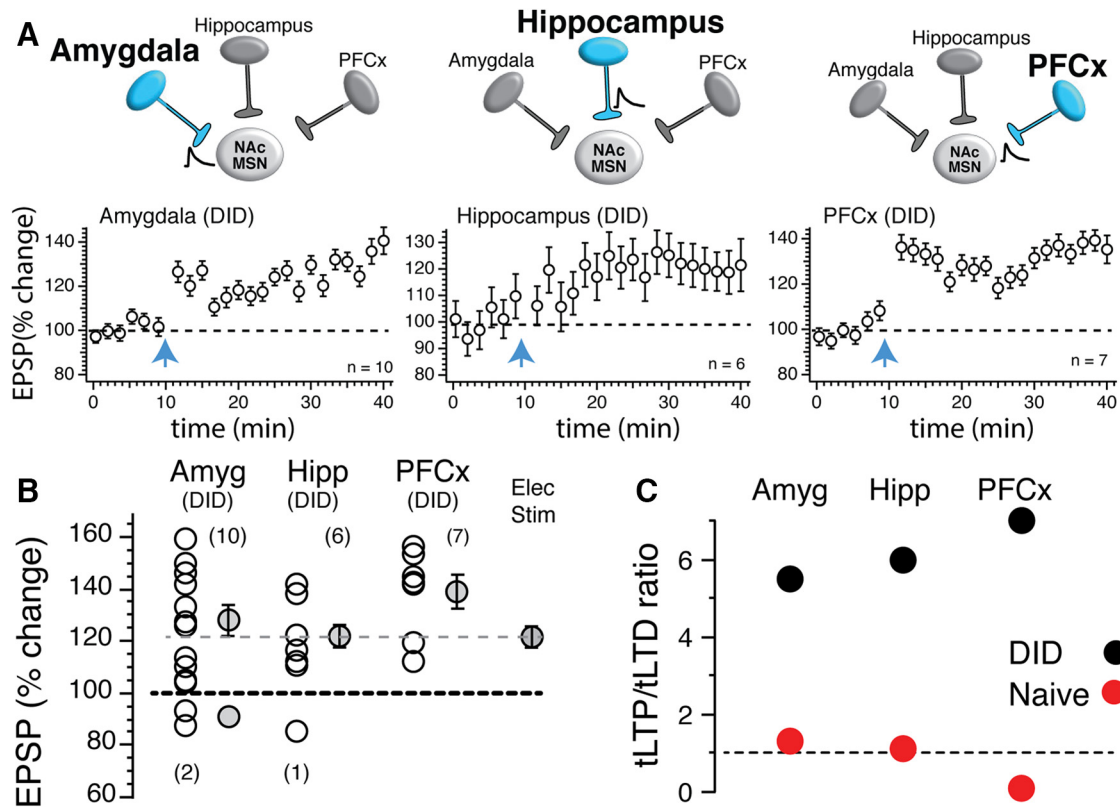 A
Amygdala
Hippocampus
PFCx
NAc
MSN
Hippocampus
Amygdala
PFCx
NAc
MSN
Hippocampus
Amygdala
PFCx
NAc
MSN
EPSP(% change)
Amygdala (DID)
140
120
100
80
n = 10
0 10 20 30 40
time (min)
Hippocampus (DID)
130
120
110
100
90
80
n = 6
0 10 20 30 40
time (min)
PFCx (DID)
140
120
100
80
n = 7
0 10 20 30 40
time (min)
B
Amyg Hipp PFCx Elec
(DID) (DID) (DID) Stim
(10) (6) (7)
EPSP (% change)
160
140
120
100
80
60
(2) (1)
C
Amyg Hipp PFCx
tLTP/tLTD ratio
6
4
2
0
DID
Naive